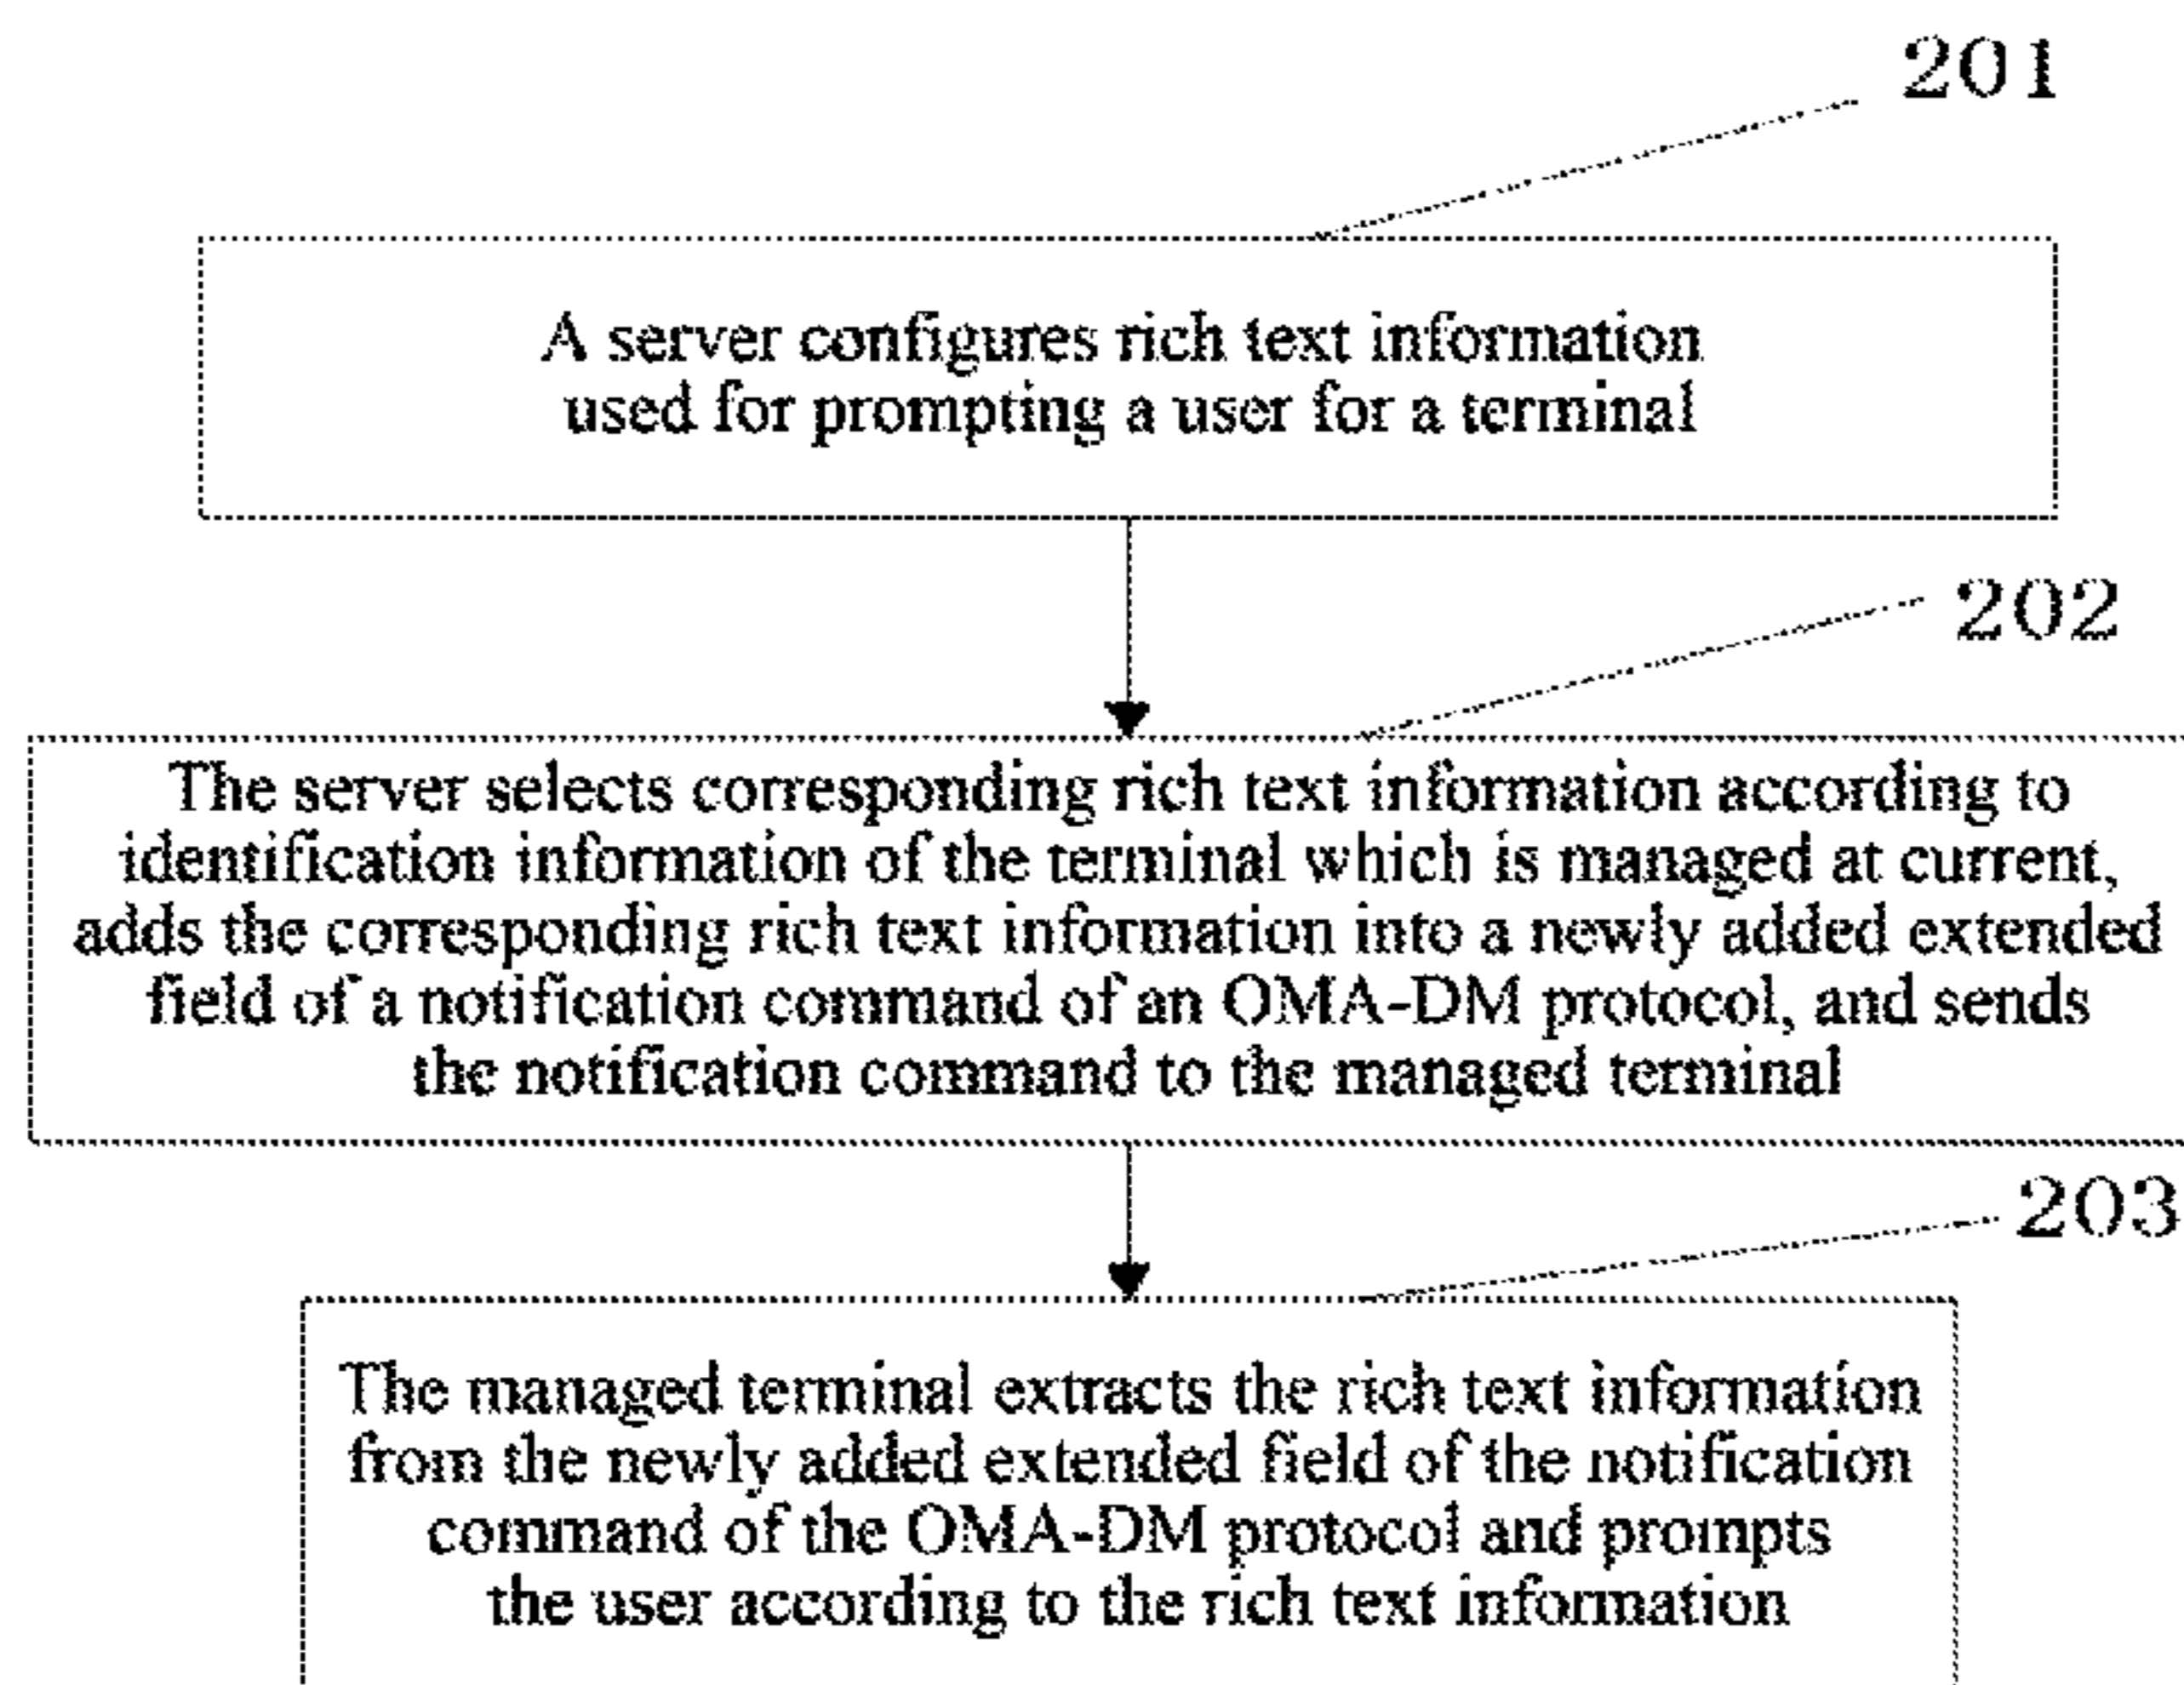 201
A server configures rich text information
used for prompting a user for a terminal
202
The server selects corresponding rich text information according to
identification information of the terminal which is managed at current,
adds the corresponding rich text information into a newly added extended
field of a notification command of an OMA-DM protocol, and sends
the notification command to the managed terminal
203
The managed terminal extracts the rich text information
from the newly added extended field of the notification
command of the OMA-DM protocol and prompts
the user according to the rich text information